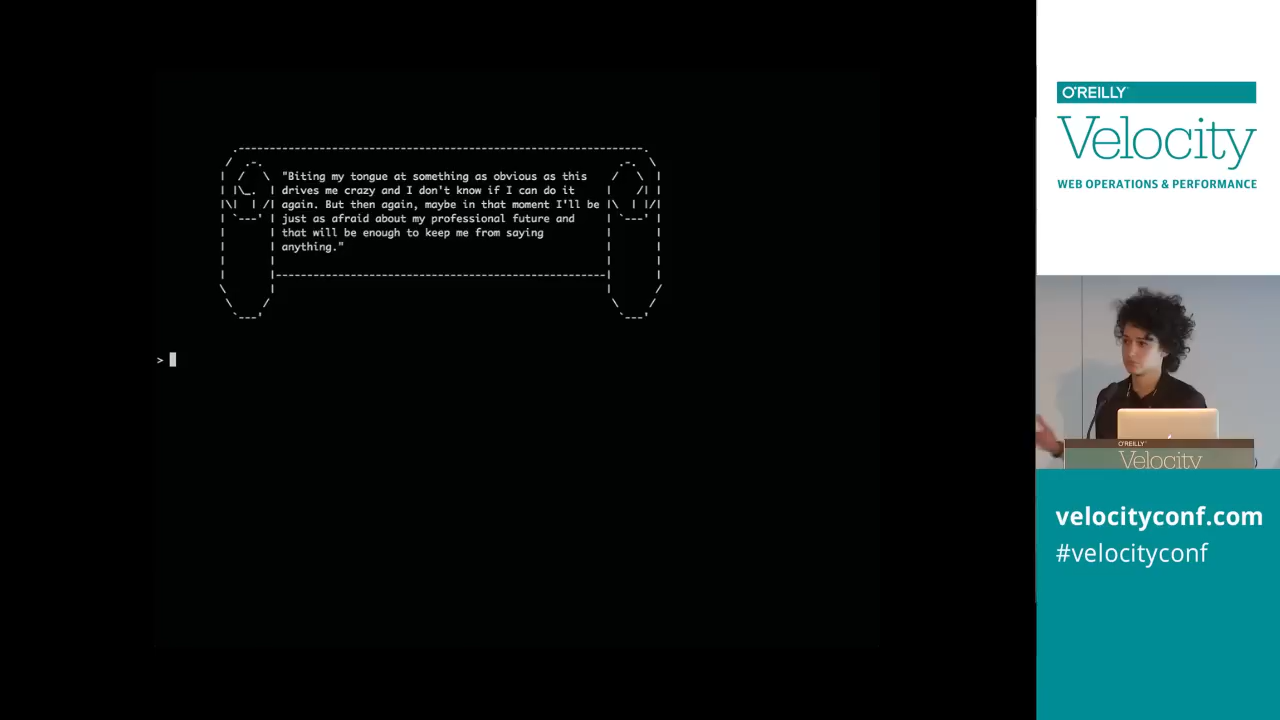 "Biting my tongue at something as obvious as this
drives me crazy and I don't know if I can do it
again. But then again, maybe in that moment I'll be
just as afraid about my professional future and
that will be enough to keep me from saying
anything."
>
O'REILLY
Velocity
WEB OPERATIONS & PERFORMANCE
O'REILLY
Velocity
velocityconf.com
#velocityconf